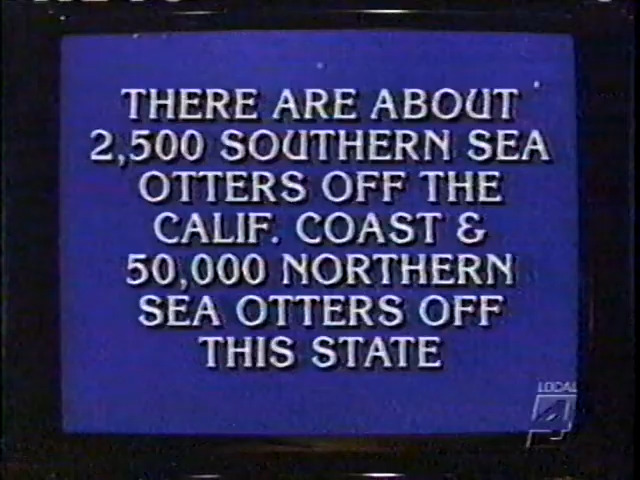 THERE ARE ABOUT
2,500 SOUTHERN SEA
OTTERS OFF THE
CALIF. COAST &
50,000 NORTHERN
SEA OTTERS OFF
THIS STATE
LOCAL
4